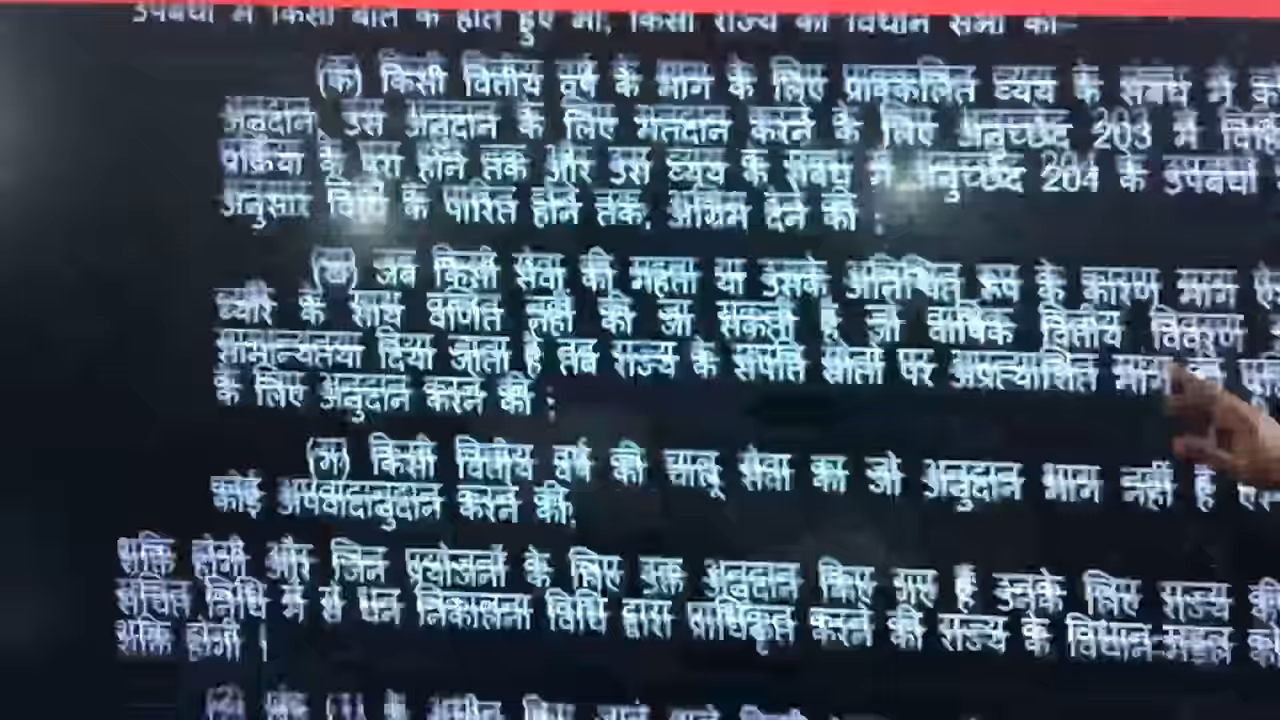 उपबंधों में किसी बात के होते हुए भी, किसी राज्य की विधान सभा को—
(क) किसी वित्तीय वर्ष के भाग के लिए प्राक्कलित व्यय के संबंध में
अनुदान, उस अनुदान के लिए मतदान करने के लिए अनुच्छेद 203 में
प्रक्रिया के पूरा होने तक और उस व्यय के संबंध में अनुच्छेद 204 के उपबंधों
अनुसार विधि के पारित होने तक, अग्रिम देने की ;
(ख) जब किसी सेवा की महत्ता या उसके अनिश्चित रूप के कारण मांग
ब्यौरे के साथ वर्णित नहीं की जा सकती है जो वार्षिक वित्तीय विवरण
सामान्यतया दिया जाता है तब राज्य के संपत्ति स्रोतों पर अप्रत्याशित मांग
के लिए अनुदान करने की ;
(ग) किसी वित्तीय वर्ष की चालू सेवा का जो अनुदान भाग नहीं है
कोई अपवादानुदान करने की,
शक्ति होगी और जिन प्रयोजनों के लिए उक्त अनुदान किए गए हैं उनके लिए राज्य की
संचित निधि में से धन निकालना विधि द्वारा प्राधिकृत करने की राज्य के विधान-मंडल को
शक्ति होगी ।
(2) खंड (1) के अधीन किए जाने वाले किसी